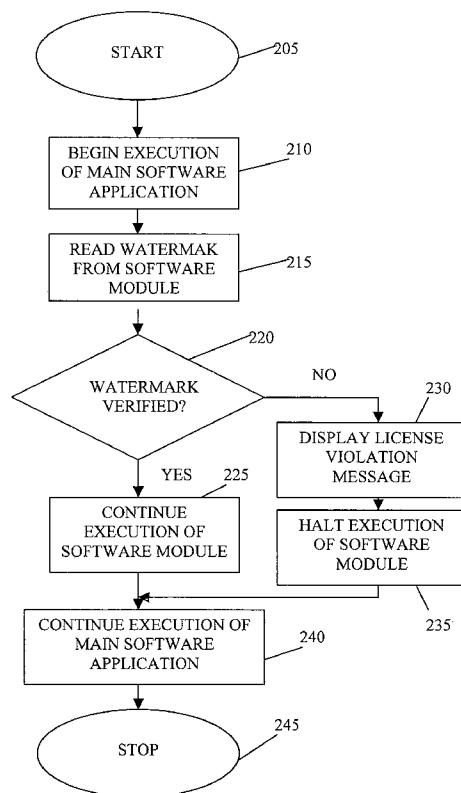 START
205
BEGIN EXECUTION
OF MAIN SOFTWARE
APPLICATION
210
READ WATERMAK
FROM SOFTWARE
MODULE
215
220
WATERMARK
VERIFIED?
NO
230
DISPLAY LICENSE
VIOLATION
MESSAGE
YES
225
CONTINUE
EXECUTION OF
SOFTWARE MODULE
HALT EXECUTION
OF SOFTWARE
MODULE
235
CONTINUE EXECUTION OF
MAIN SOFTWARE
APPLICATION
240
STOP
245